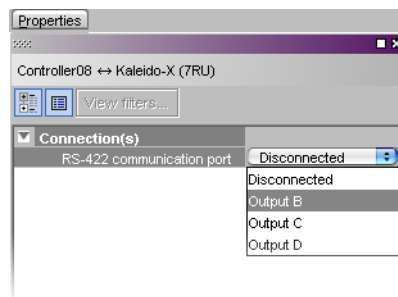 Properties
Controller08 ↔ Kaleido-X (7RU)
View filters...
Connection(s)
RS-422 communication port Disconnected
Disconnected
Output B
Output C
Output D